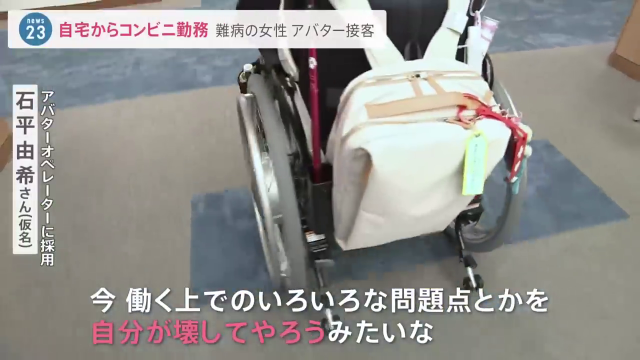 news
23
自宅からコンビニ勤務 難病の女性 アバター接客
アバターオペレーターに採用
石平由希さん(仮名)
今 働く上でのいろいろな問題点とかを
自分が壊してやろうみたいな